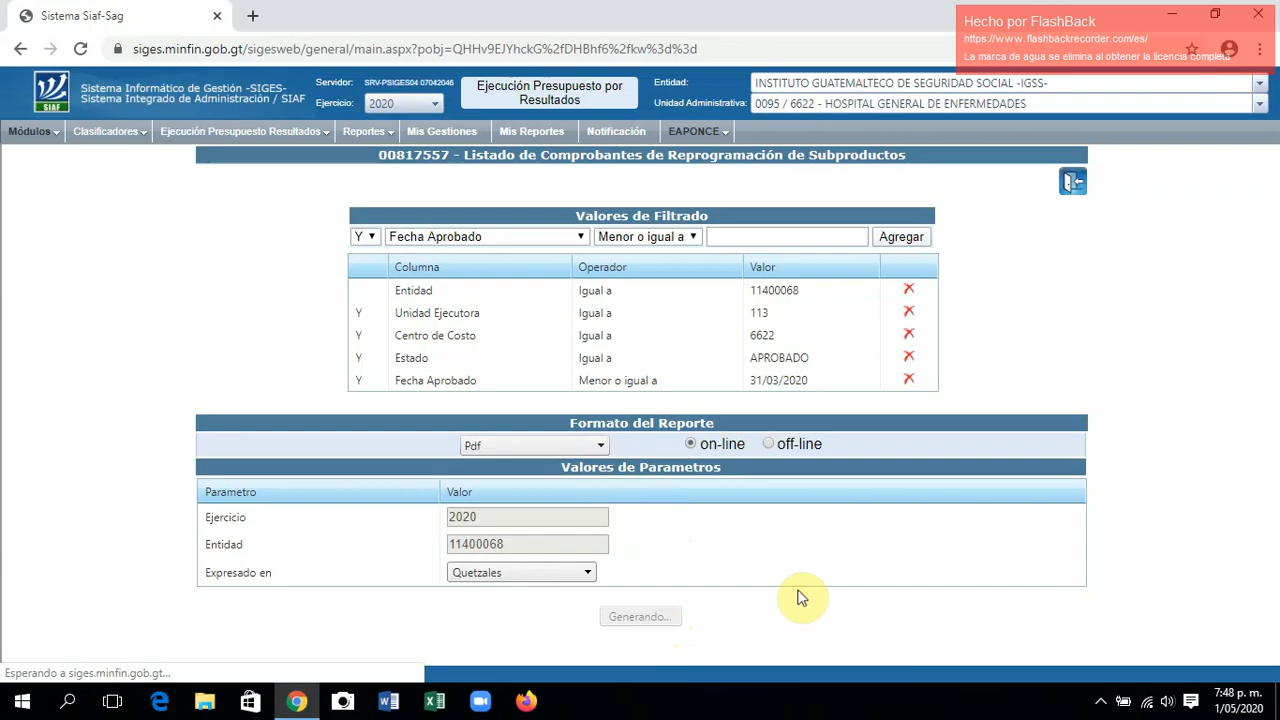 Sistema Siaf-Sag
Hecho por FlashBack
https://www.flashbackrecorder.com/es/
La marca de agua se elimina al obtener la licencia completa
siges.minfin.gob.gt/sigesweb/general/main.aspx?pobj=QHHv9EJYhckG%2fDHBhf6%2fkw%3d%3d
SIAF
Sistema Informático de Gestión -SIGES-
Sistema Integrado de Administración / SIAF
Servidor:
SRV-PSIGES04 07042046
Ejercicio:
2020
Ejecución Presupuesto por
Resultados
Entidad:
INSTITUTO GUATEMALTECO DE SEGURIDAD SOCIAL -IGSS-
Unidad Administrativa:
0095 / 6622 - HOSPITAL GENERAL DE ENFERMEDADES
Módulos
Clasificadores
Ejecución Presupuesto Resultados
Reportes
Mis Gestiones
Mis Reportes
Notificación
EAPONCE
00817557 - Listado de Comprobantes de Reprogramación de Subproductos
Valores de Filtrado
Y Fecha Aprobado Menor o igual a Agregar
Columna Operador Valor
Entidad Igual a 11400068
Y Unidad Ejecutora Igual a 113
Y Centro de Costo Igual a 6622
Y Estado Igual a APROBADO
Y Fecha Aprobado Menor o igual a 31/03/2020
Formato del Reporte
Pdf on-line off-line
Valores de Parametros
Parametro Valor
Ejercicio 2020
Entidad 11400068
Expresado en Quetzales
Generando...
Esperando a siges.minfin.gob.gt...
7:48 p. m.
1/05/2020